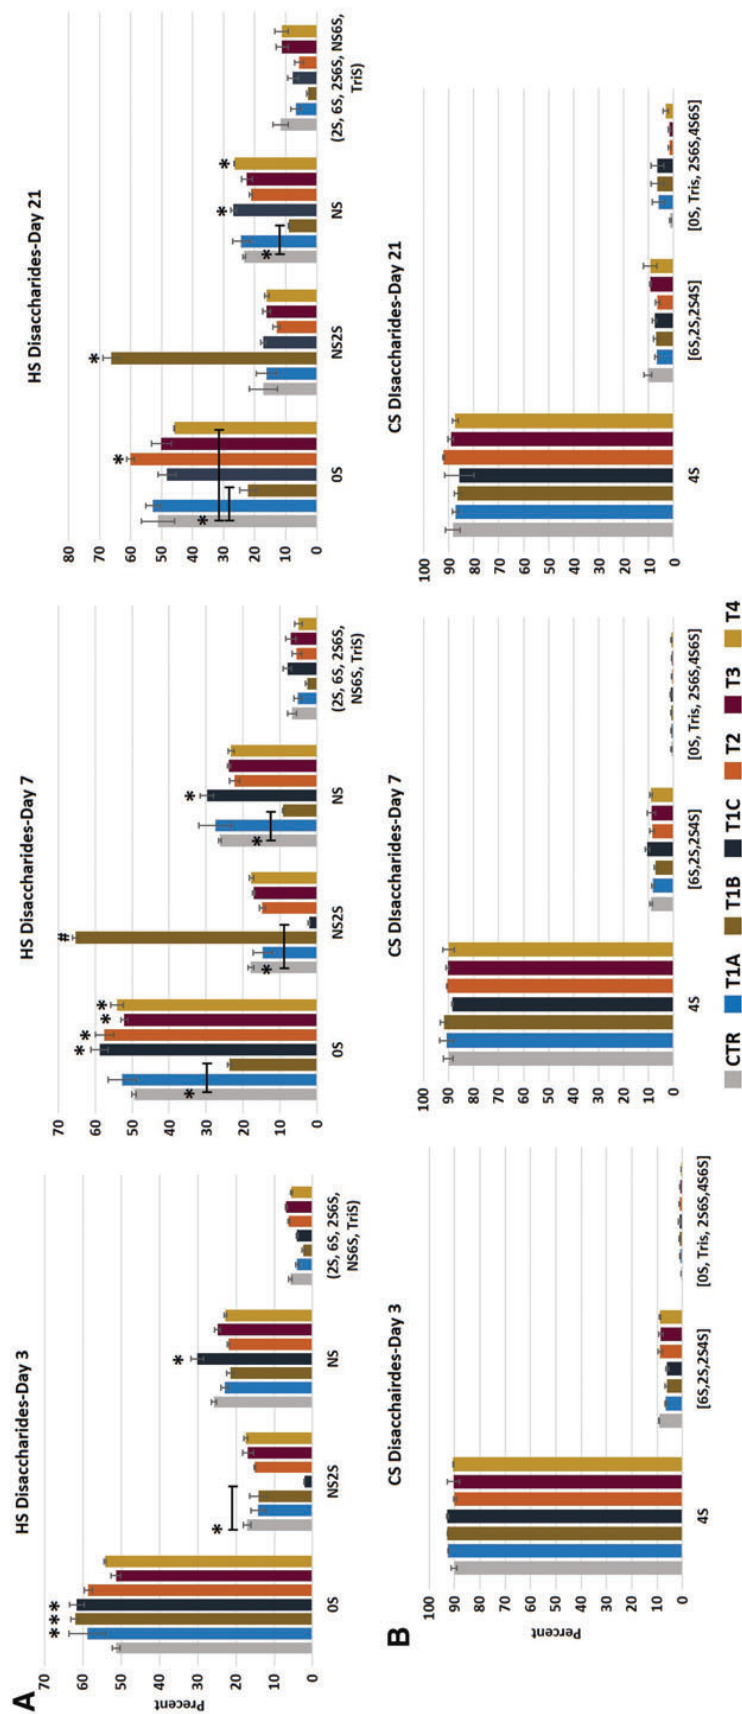 A
HS Disaccharides-Day 3
Precent
70
60
50
40
30
20
10
0
* * *
*
*
0S
NS2S
NS
(2S, 6S, 2S6S,
NS6S, TriS)
HS Disaccharides-Day 7
70
60
50
40
30
20
10
0
*
*
*
*
*
*
#
*
*
0S
NS2S
NS
(2S, 6S, 2S6S,
NS6S, TriS)
HS Disaccharides-Day 21
80
70
60
50
40
30
20
10
0
*
*
*
*
*
*
0S
NS2S
NS
(2S, 6S, 2S6S, NS6S,
TriS)
B
CS Disacchairdes-Day 3
Percent
100
90
80
70
60
50
40
30
20
10
0
4S
[6S,2S,2S4S]
[0S, Tris, 2S6S,4S6S]
CS Disaccharides-Day 7
100
90
80
70
60
50
40
30
20
10
0
4S
[6S,2S,2S4S]
[0S, Tris, 2S6S,4S6S]
CS Disaccharides-Day 21
100
90
80
70
60
50
40
30
20
10
0
4S
[6S,2S,2S4S]
[0S, Tris, 2S6S,4S6S]
CTR T1A T1B T1C T2 T3 T4